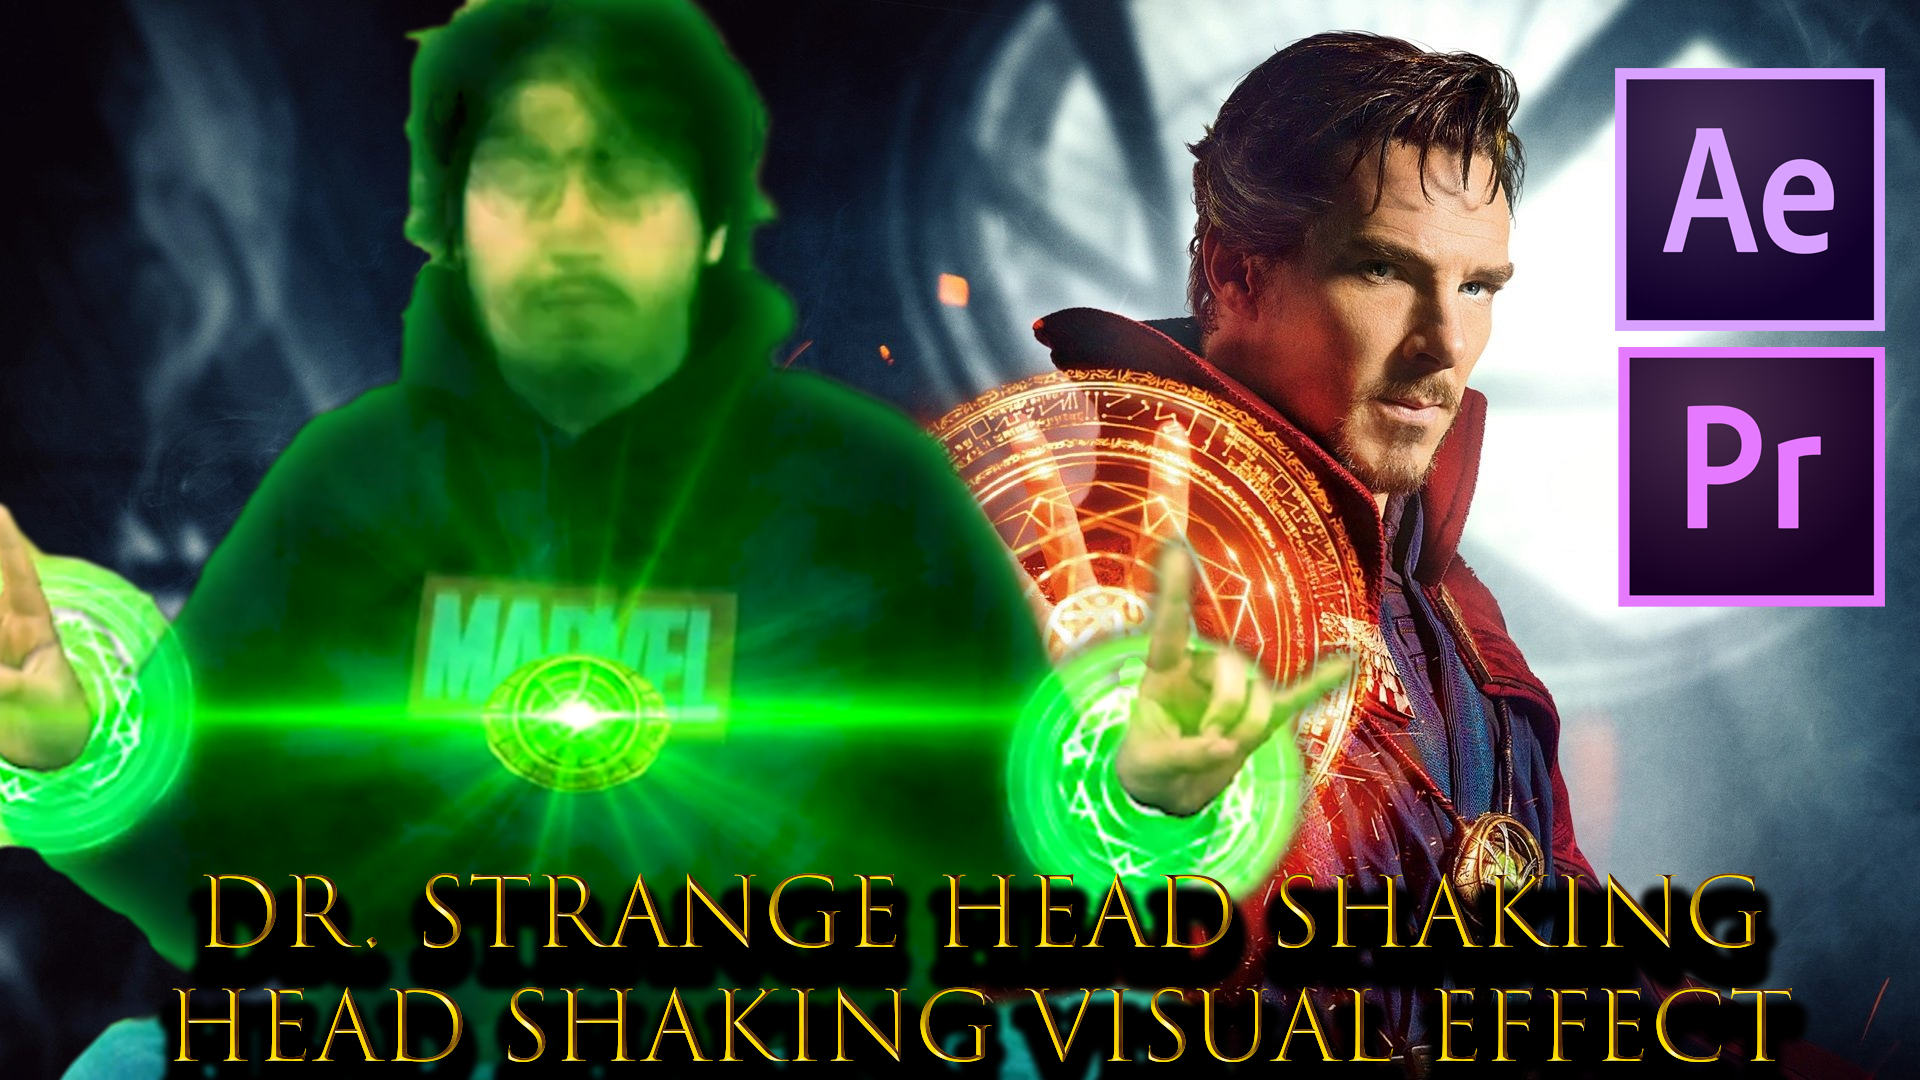 Ae
Pr
MARVEL
DR. STRANGE HEAD SHAKING
HEAD SHAKING VISUAL EFFECT